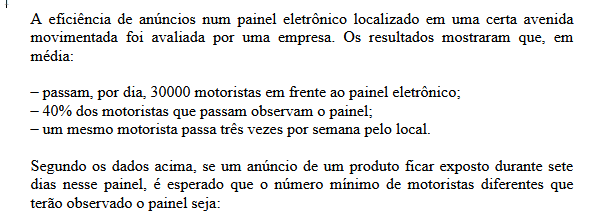 A eficiência de anúncios num painel eletrônico localizado em uma certa avenida
movimentada foi avaliada por uma empresa. Os resultados mostraram que, em
média:
– passam, por dia, 30000 motoristas em frente ao painel eletrônico;
– 40% dos motoristas que passam observam o painel;
– um mesmo motorista passa três vezes por semana pelo local.
Segundo os dados acima, se um anúncio de um produto ficar exposto durante sete
dias nesse painel, é esperado que o número mínimo de motoristas diferentes que
terão observado o painel seja: